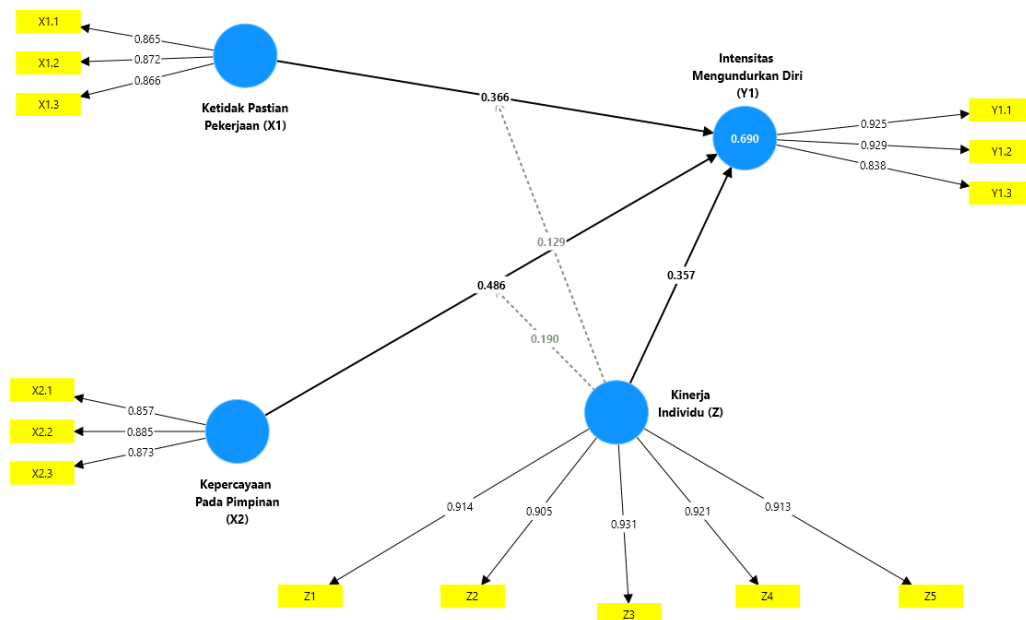 X1.1
0.865
X1.2
0.872
X1.3
0.866
Ketidak Pastian
Pekerjaan (X1)
0.366
Intensitas
Mengundurkan Diri
(Y1)
0.690
0.925
Y1.1
0.929
Y1.2
0.838
Y1.3
0.129
0.486
0.357
0.190
X2.1
0.857
X2.2
0.885
X2.3
0.873
Kepercayaan
Pada Pimpinan
(X2)
Kinerja
Individu (Z)
0.914
0.905
0.931
0.921
0.913
Z1
Z2
Z3
Z4
Z5